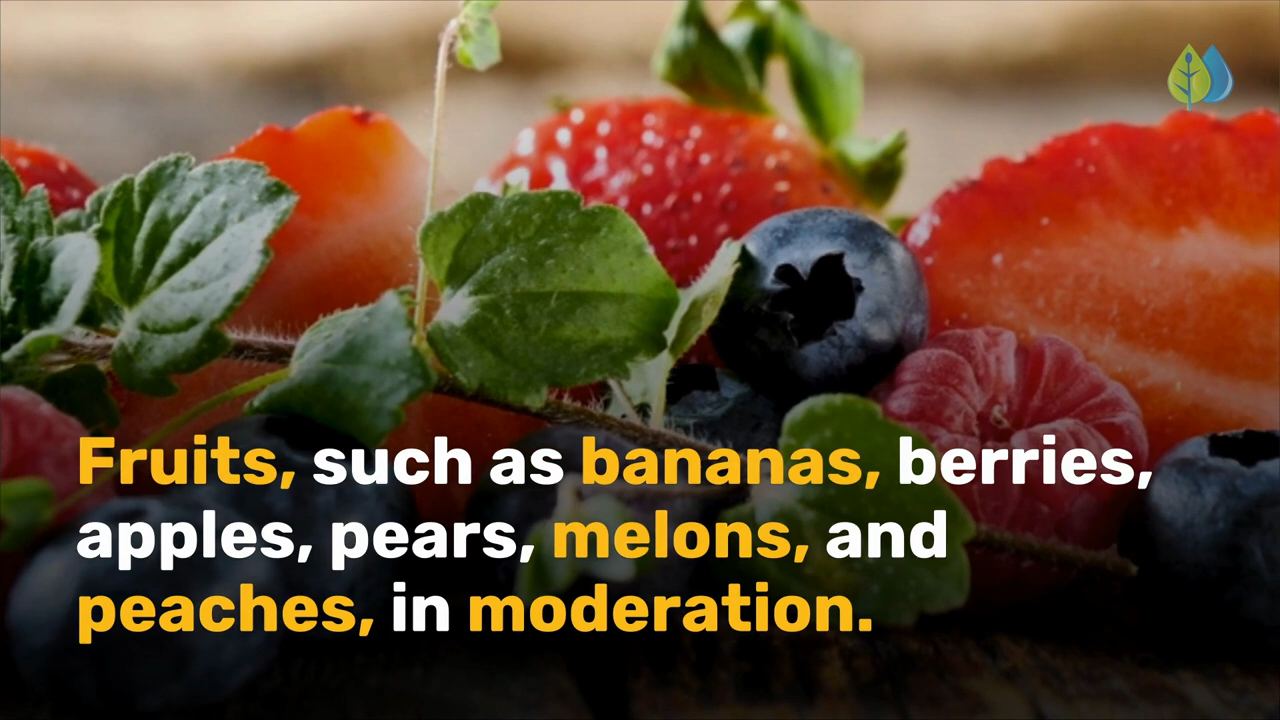 Fruits, such as bananas, berries,
apples, pears, melons, and
peaches, in moderation.